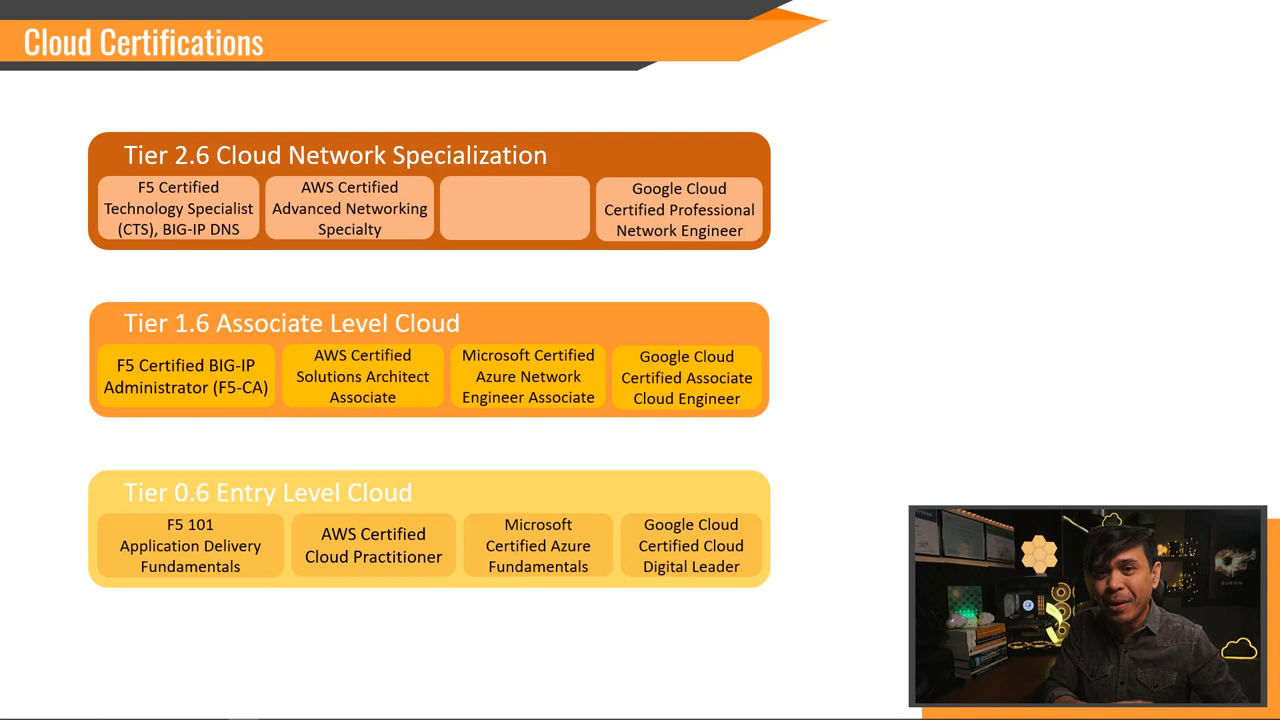 Cloud Certifications
Tier 2.6 Cloud Network Specialization
F5 Certified
Technology Specialist
(CTS), BIG-IP DNS
AWS Certified
Advanced Networking
Specialty
Google Cloud
Certified Professional
Network Engineer
Tier 1.6 Associate Level Cloud
F5 Certified BIG-IP
Administrator (F5-CA)
AWS Certified
Solutions Architect
Associate
Microsoft Certified
Azure Network
Engineer Associate
Google Cloud
Certified Associate
Cloud Engineer
Tier 0.6 Entry Level Cloud
F5 101
Application Delivery
Fundamentals
AWS Certified
Cloud Practitioner
Microsoft
Certified Azure
Fundamentals
Google Cloud
Certified Cloud
Digital Leader